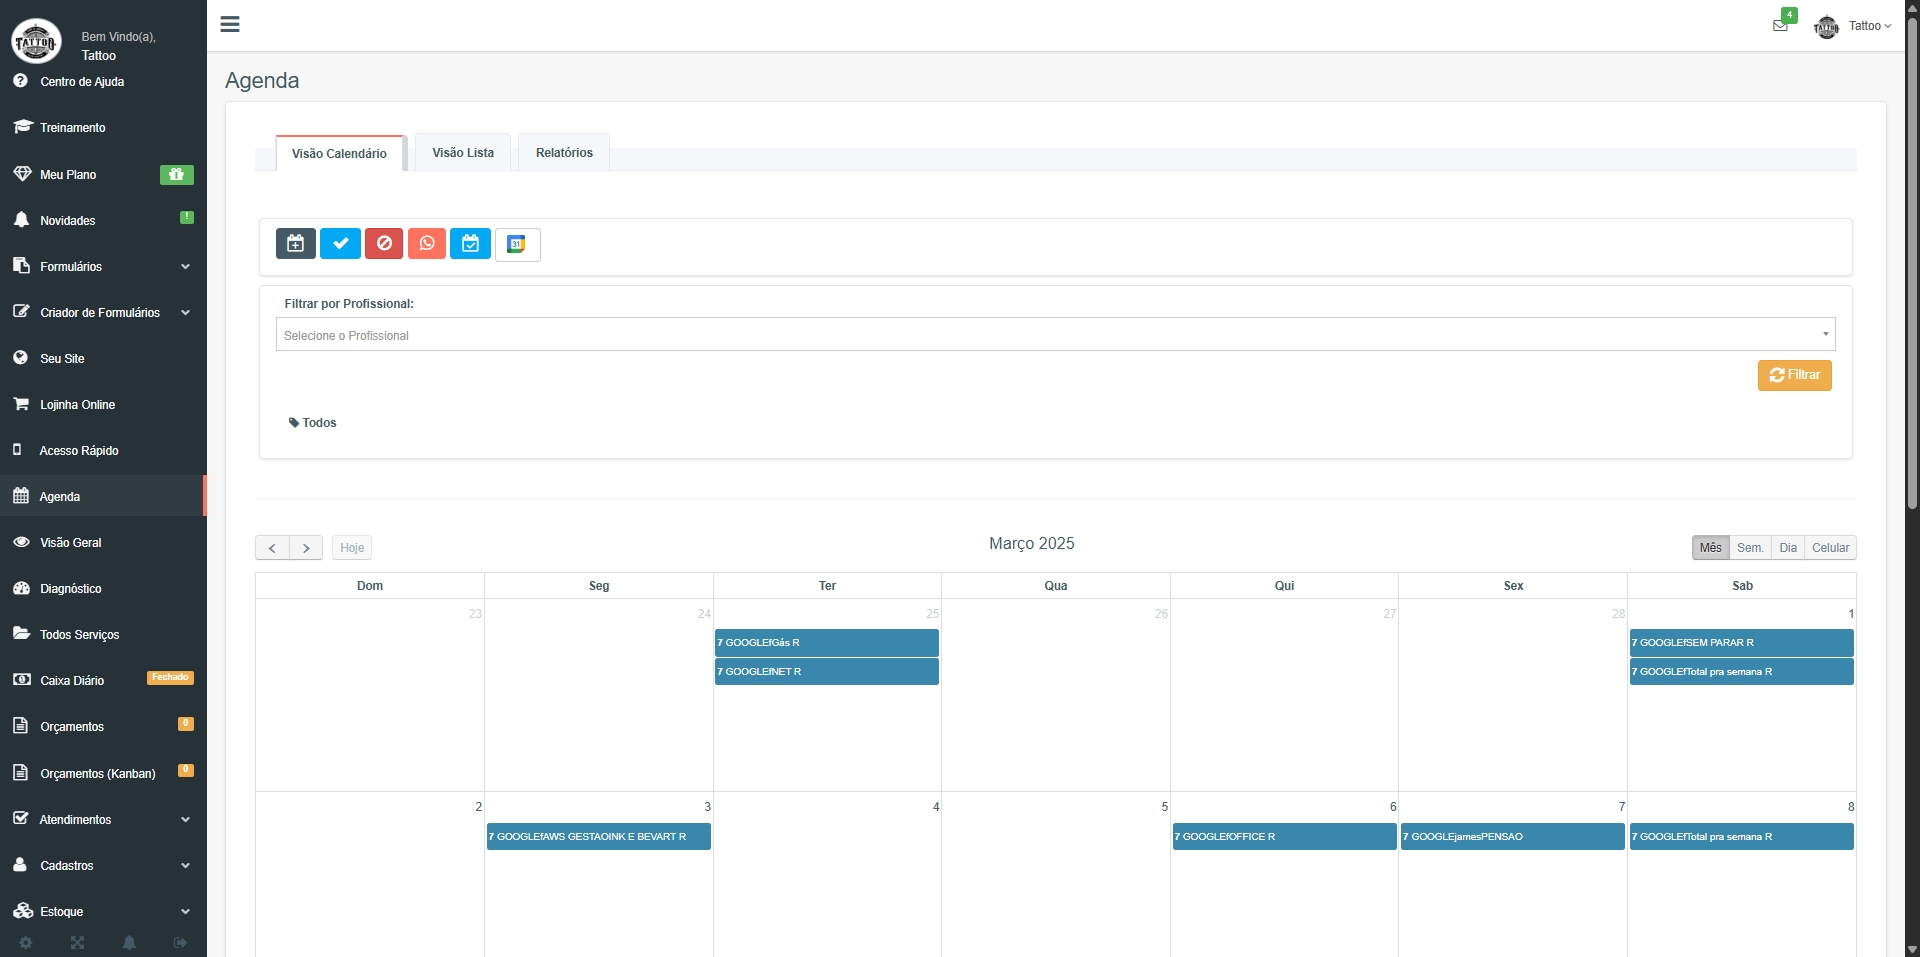 Bem Vindo(a),
Tattoo
TATTOO
Centro de Ajuda
Treinamento
Meu Plano
Novidades
!
Formulários
Criador de Formulários
Seu Site
Lojinha Online
Acesso Rápido
Agenda
Visão Geral
Diagnóstico
Todos Serviços
Caixa Diário
Fechado
Orçamentos
0
Orçamentos (Kanban)
0
Atendimentos
Cadastros
Estoque
4
Tattoo
Agenda
Visão Calendário
Visão Lista
Relatórios
31
Filtrar por Profissional:
Selecione o Profissional
Filtrar
Todos
Hoje
Março 2025
Mês
Sem.
Dia
Celular
Dom Seg Ter Qua Qui Sex Sab
23 24 25 26 27 28 1
7 GOOGLEfGás R
7 GOOGLEfSEM PARAR R
7 GOOGLEfNET R
7 GOOGLEfTotal pra semana R
2 3 4 5 6 7 8
7 GOOGLEfAWS GESTAOINK E BEVART R
7 GOOGLEfOFFICE R
7 GOOGLEjamesPENSAO
7 GOOGLEfTotal pra semana R